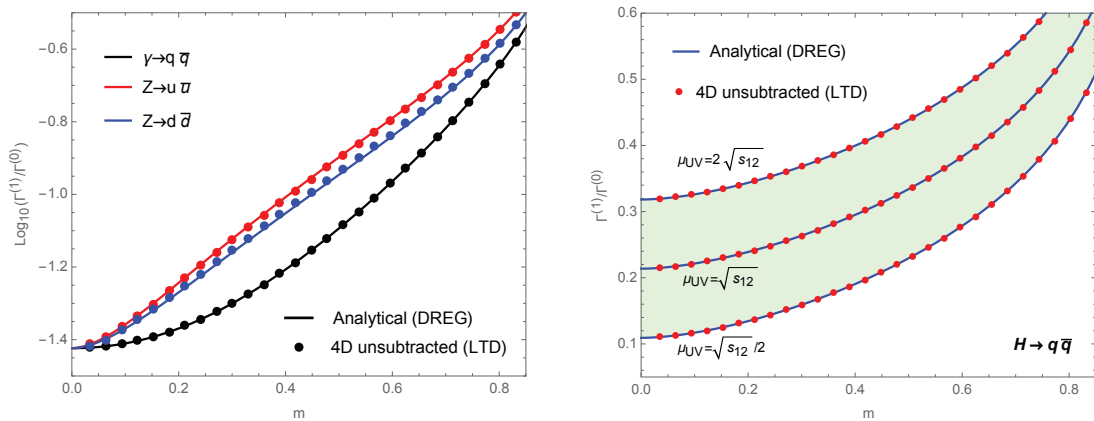 -0.6
-0.8
-1.0
-1.2
-1.4
Log10(Γ(1)/Γ(0))
γ→q q̅
Z→u u̅
Z→d d̅
Analytical (DREG)
4D unsubtracted (LTD)
0.0 0.2 0.4 0.6 0.8
m
0.6
0.5
0.4
0.3
0.2
0.1
Γ(1)/Γ(0)
Analytical (DREG)
4D unsubtracted (LTD)
μUV=2√s12
μUV=√s12
μUV=√s12/2
H→ q q̅
0.0 0.2 0.4 0.6 0.8
m